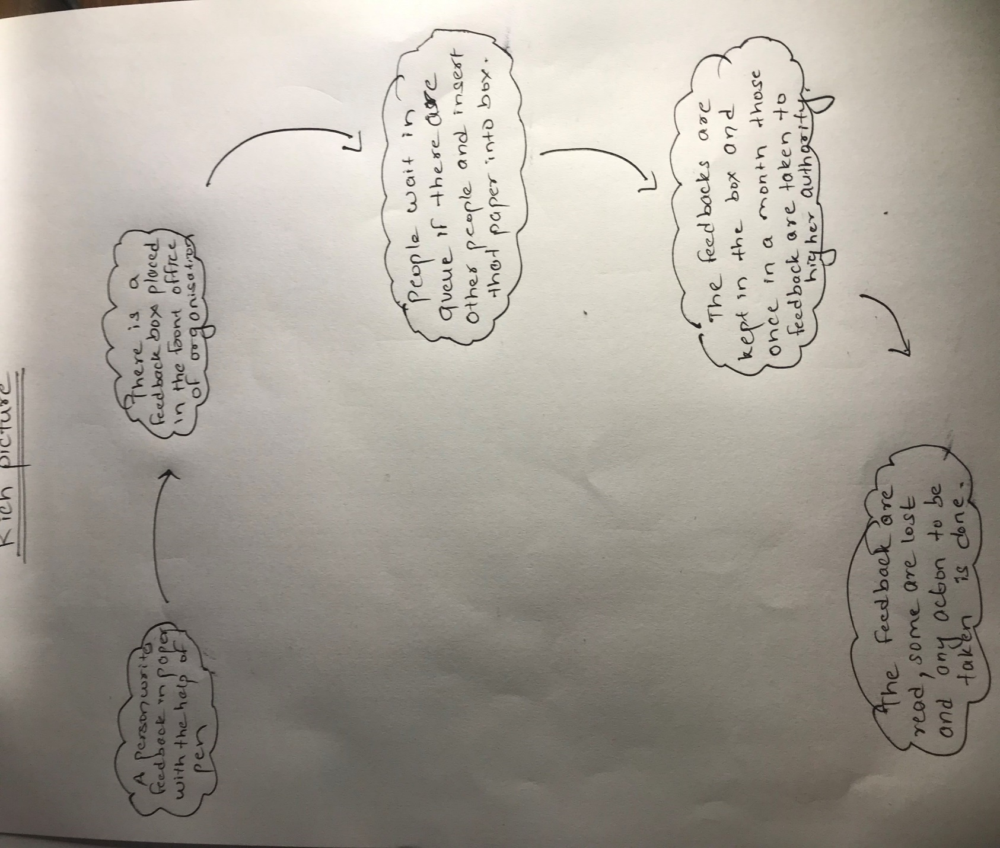 Rich picture
A person write
feedback in paper
with the help of
pen
There is a
feedback box placed
in the front office
of organisation
People wait in
queue if there are
other people and insert
that paper into box.
The feedbacks are
kept in the box and
once in a month those
feedback are taken to
higher authority.
The feedback are
read, some are lost
and any action to be
taken is done.